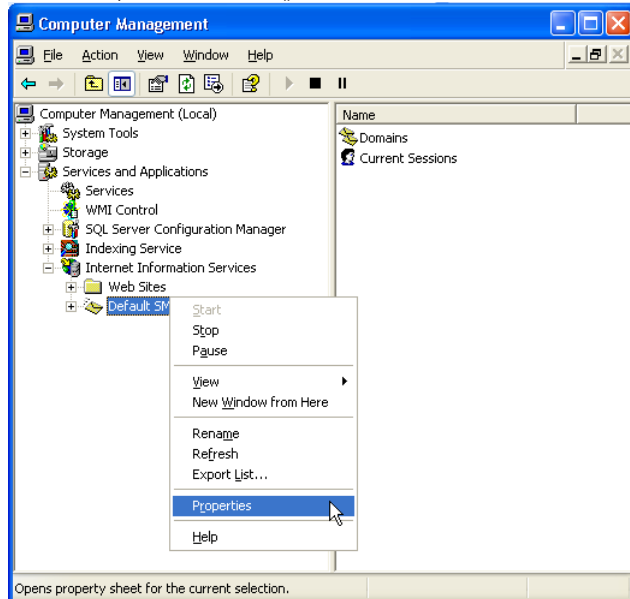 Computer Management
File Action View Window Help
Computer Management (Local)
System Tools
Storage
Services and Applications
Services
WMI Control
SQL Server Configuration Manager
Indexing Service
Internet Information Services
Web Sites
Default SM
Name
Domains
Current Sessions
Start
Stop
Pause
View
New Window from Here
Rename
Refresh
Export List...
Properties
Help
Opens property sheet for the current selection.